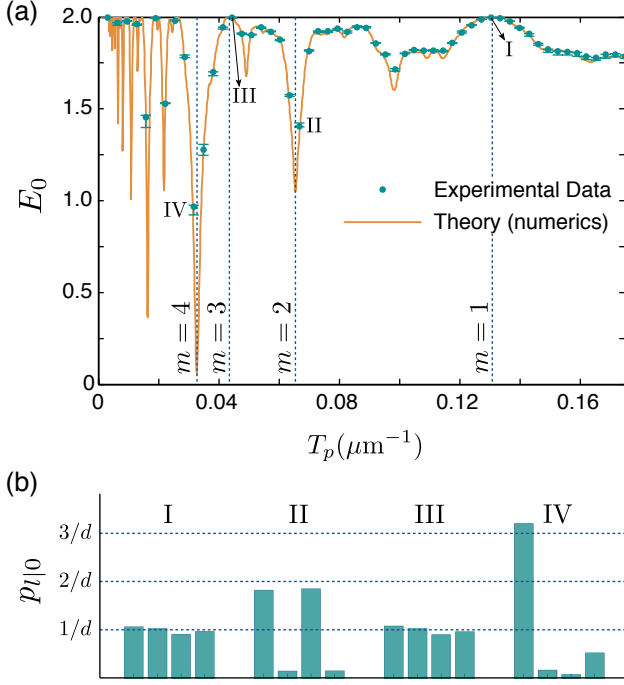 (a)
2.0
1.5
1.0
0.5
0
E₀
I
III
II
IV
Experimental Data
Theory (numerics)
m = 4
m = 3
m = 2
m = 1
0
0.04
0.08
0.12
0.16
Tₚ(μm⁻¹)
(b)
I
II
III
IV
3/d
2/d
1/d
p_{l|0}